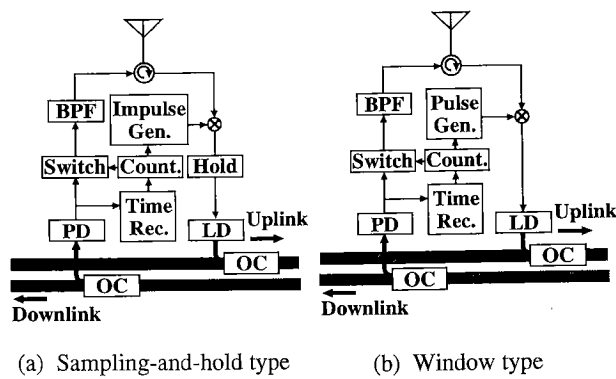 BPF
Impulse
Gen.
Switch
Count.
Hold
Time
Rec.
PD
LD
Uplink
OC
OC
Downlink
(a) Sampling-and-hold type
BPF
Pulse
Gen.
Switch
Count.
Time
Rec.
PD
LD
Uplink
OC
OC
Downlink
(b) Window type